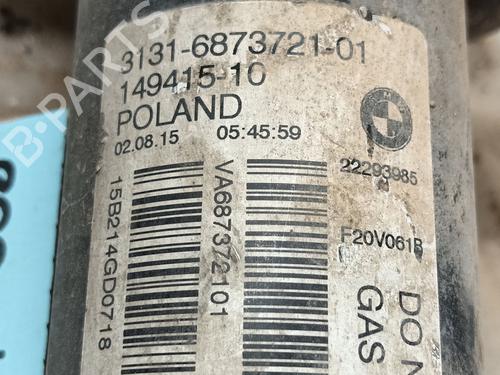 3131-6873721-01
149415-10
POLAND
02.08.15 05:45:59
22293985
F20V061B
15B214GD0718
VA687372101
DO N
GAS
B-PARTS